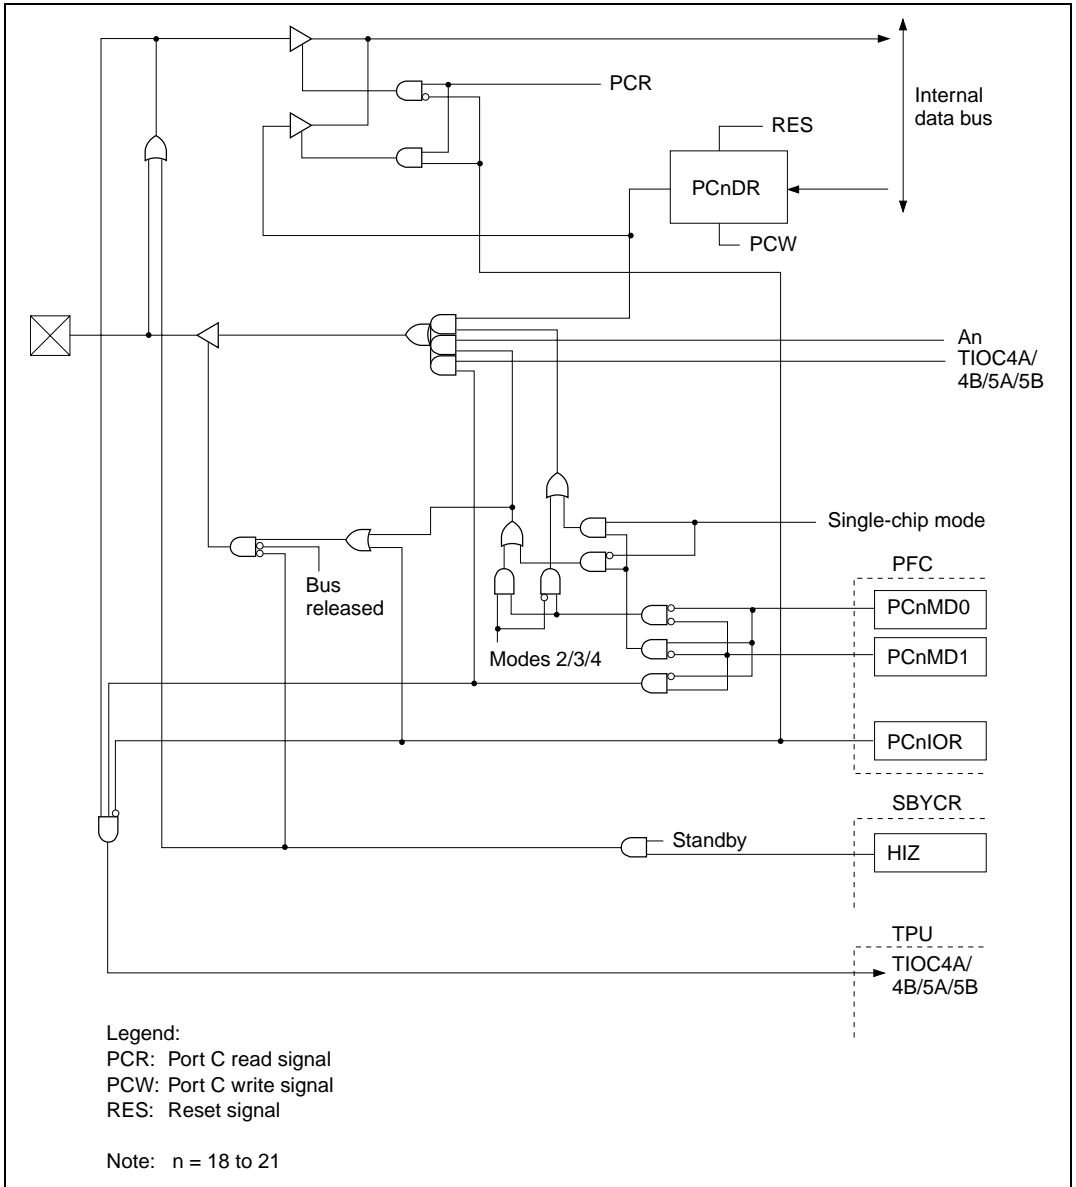 PCR
Internal
data bus
RES
PCnDR
PCW
An
TIOC4A/
4B/5A/5B
Single-chip mode
PFC
Bus
released
PCnMD0
Modes 2/3/4
PCnMD1
PCnIOR
SBYCR
Standby
HIZ
TPU
TIOC4A/
4B/5A/5B
Legend:
PCR: Port C read signal
PCW: Port C write signal
RES: Reset signal
Note: n = 18 to 21